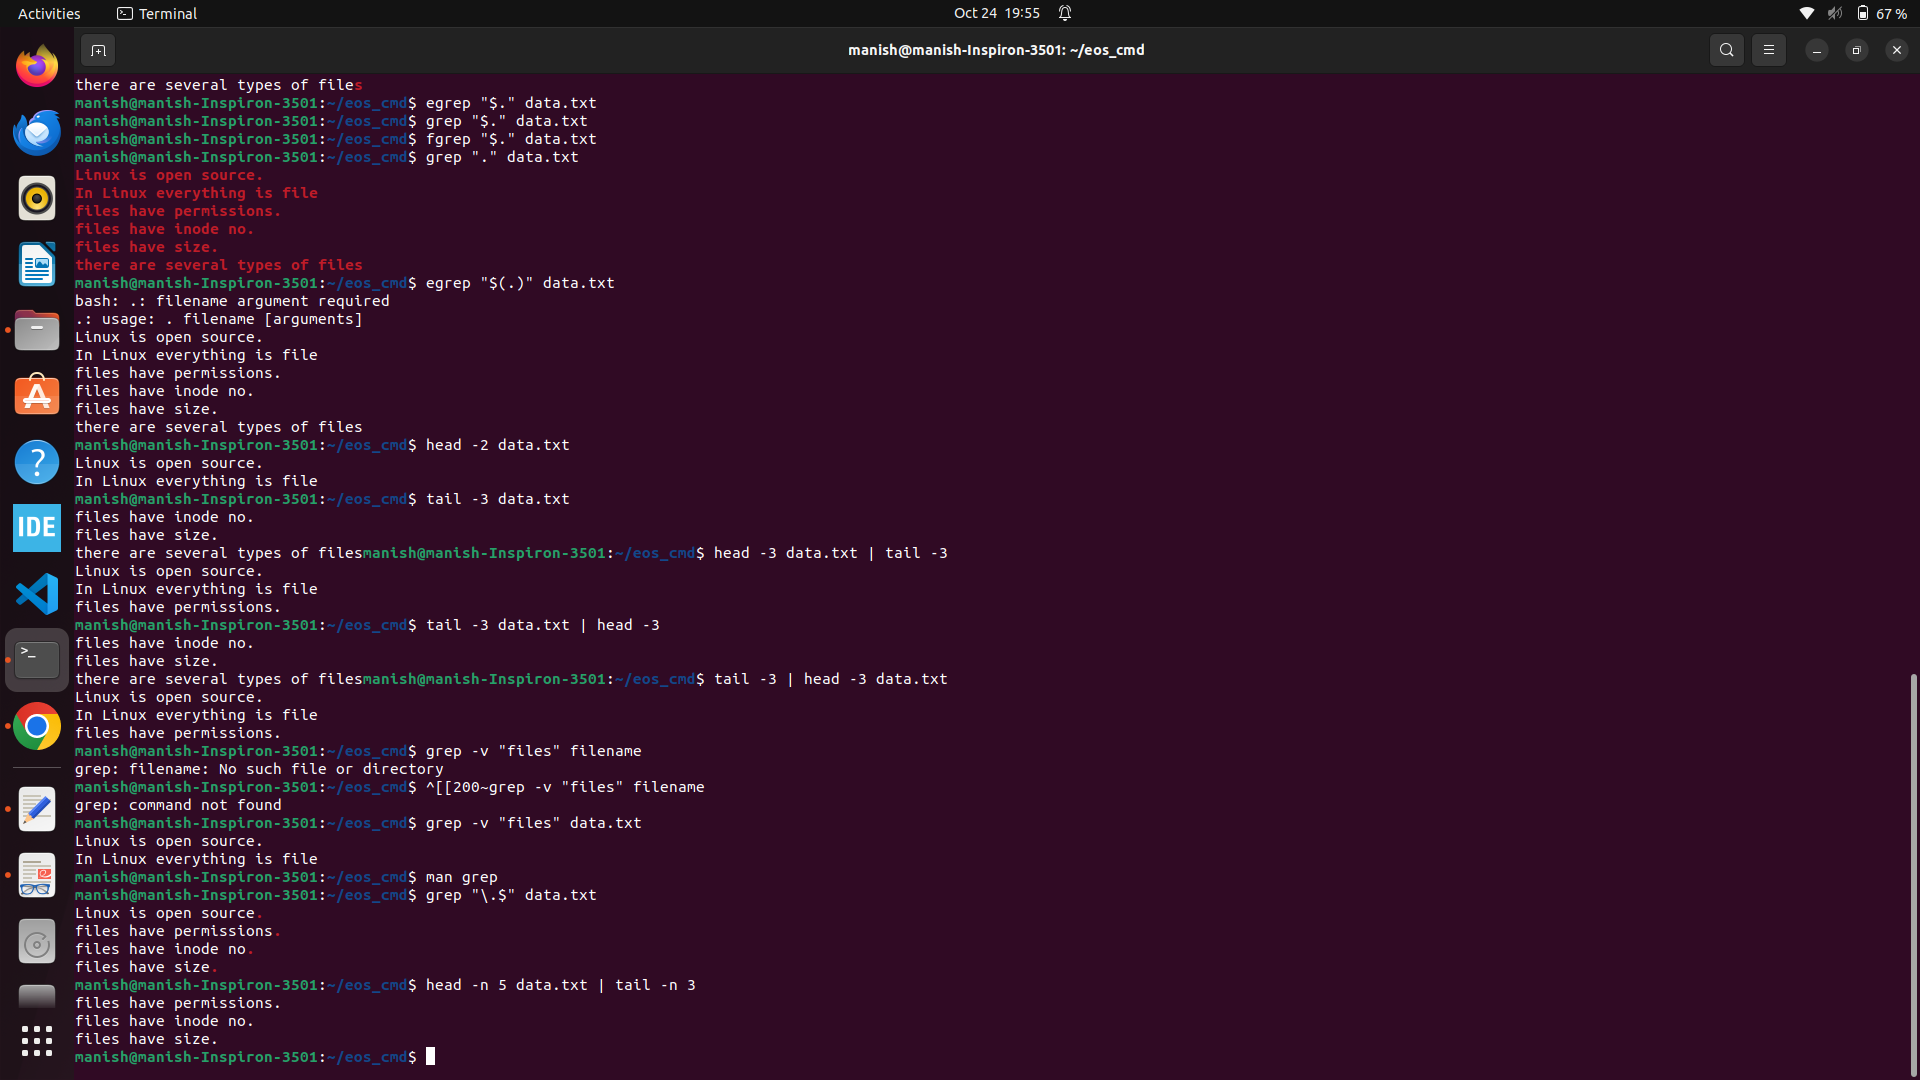 Activities
Terminal
Oct 24 19:55
67 %
manish@manish-Inspiron-3501: ~/eos_cmd
there are several types of files
manish@manish-Inspiron-3501:~/eos_cmd$ egrep "$." data.txt
manish@manish-Inspiron-3501:~/eos_cmd$ grep "$." data.txt
manish@manish-Inspiron-3501:~/eos_cmd$ fgrep "$." data.txt
manish@manish-Inspiron-3501:~/eos_cmd$ grep "." data.txt
Linux is open source.
In Linux everything is file
files have permissions.
files have inode no.
files have size.
there are several types of files
manish@manish-Inspiron-3501:~/eos_cmd$ egrep "$(.)" data.txt
bash: .: filename argument required
.: usage: . filename [arguments]
Linux is open source.
In Linux everything is file
files have permissions.
files have inode no.
files have size.
there are several types of files
manish@manish-Inspiron-3501:~/eos_cmd$ head -2 data.txt
Linux is open source.
In Linux everything is file
manish@manish-Inspiron-3501:~/eos_cmd$ tail -3 data.txt
files have inode no.
files have size.
there are several types of filesmanish@manish-Inspiron-3501:~/eos_cmd$ head -3 data.txt | tail -3
Linux is open source.
In Linux everything is file
files have permissions.
manish@manish-Inspiron-3501:~/eos_cmd$ tail -3 data.txt | head -3
files have inode no.
files have size.
there are several types of filesmanish@manish-Inspiron-3501:~/eos_cmd$ tail -3 | head -3 data.txt
Linux is open source.
In Linux everything is file
files have permissions.
manish@manish-Inspiron-3501:~/eos_cmd$ grep -v "files" filename
grep: filename: No such file or directory
manish@manish-Inspiron-3501:~/eos_cmd$ ^[[200~grep -v "files" filename
grep: command not found
manish@manish-Inspiron-3501:~/eos_cmd$ grep -v "files" data.txt
Linux is open source.
In Linux everything is file
manish@manish-Inspiron-3501:~/eos_cmd$ man grep
manish@manish-Inspiron-3501:~/eos_cmd$ grep "\.$" data.txt
Linux is open source.
files have permissions.
files have inode no.
files have size.
manish@manish-Inspiron-3501:~/eos_cmd$ head -n 5 data.txt | tail -n 3
files have permissions.
files have inode no.
files have size.
manish@manish-Inspiron-3501:~/eos_cmd$
IDE